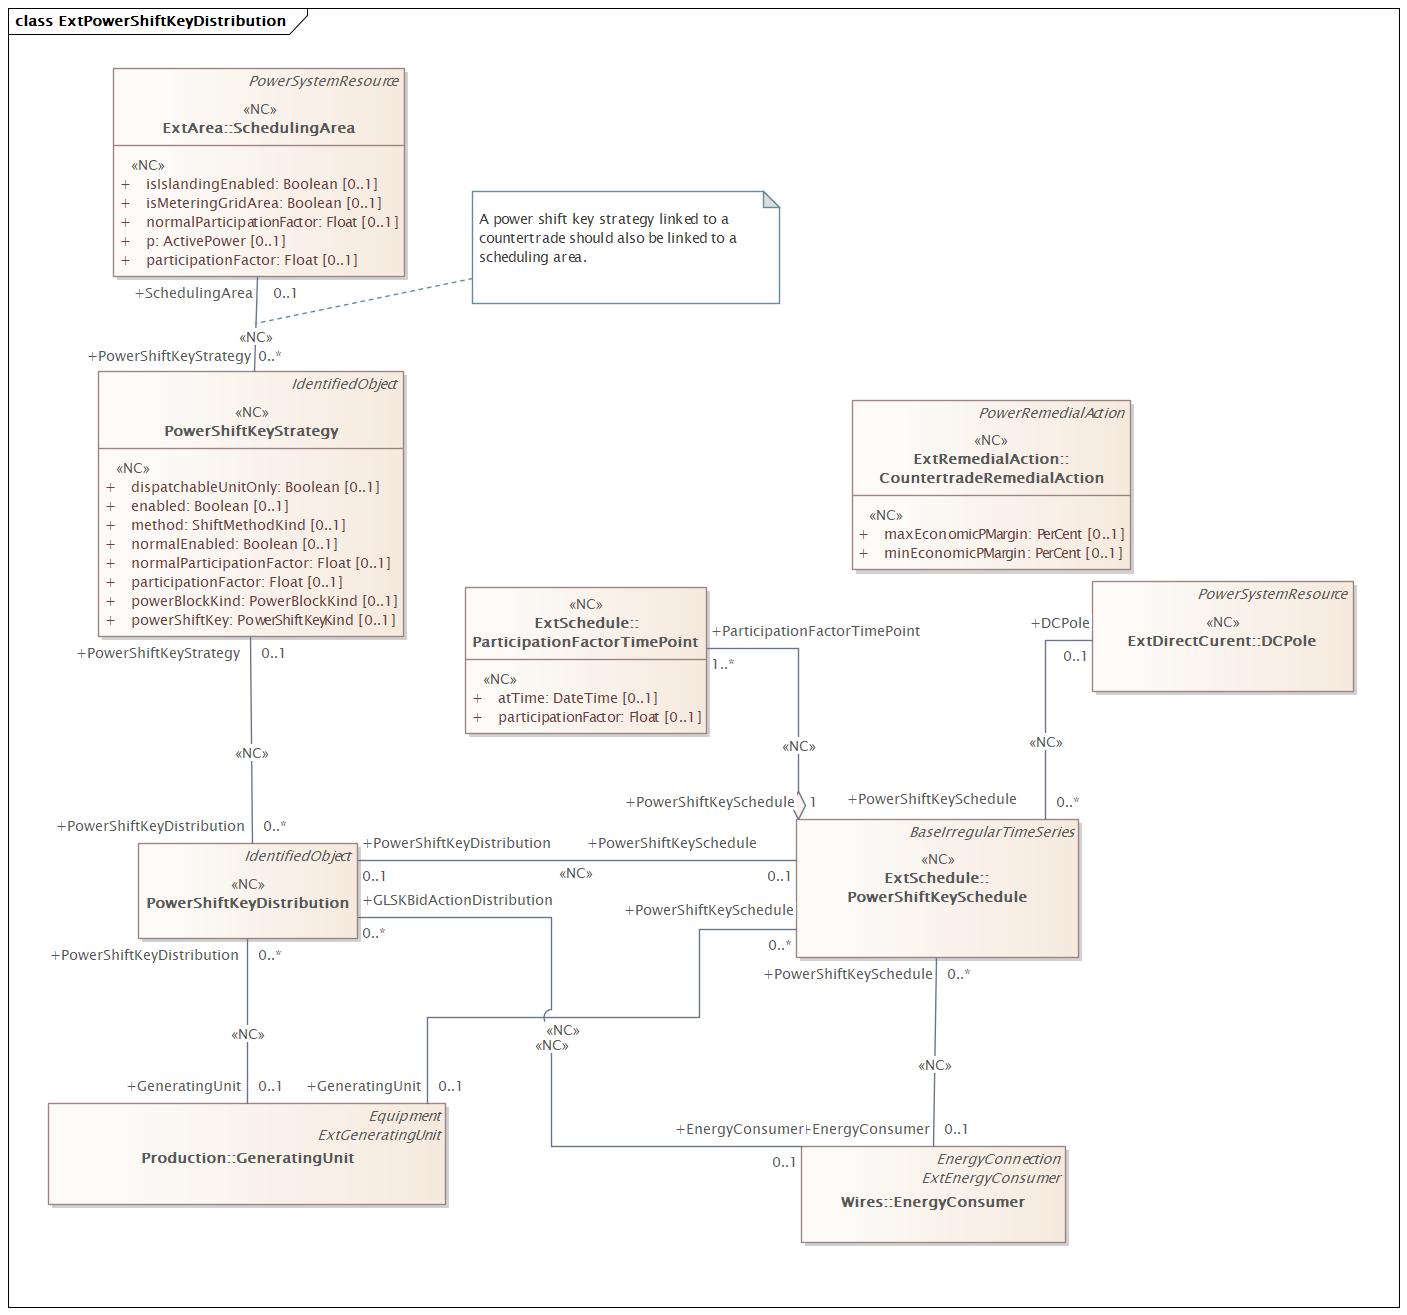 class ExtPowerShiftKeyDistribution
PowerSystemResource
«NC»
ExtArea::SchedulingArea
«NC»
+ isIslandingEnabled: Boolean [0..1]
+ isMeteringGridArea: Boolean [0..1]
+ normalParticipationFactor: Float [0..1]
+ p: ActivePower [0..1]
+ participationFactor: Float [0..1]
+SchedulingArea 0..1
A power shift key strategy linked to a
countertrade should also be linked to a
scheduling area.
«NC»
+PowerShiftKeyStrategy 0..*
IdentifiedObject
«NC»
PowerShiftKeyStrategy
«NC»
+ dispatchableUnitOnly: Boolean [0..1]
+ enabled: Boolean [0..1]
+ method: ShiftMethodKind [0..1]
+ normalEnabled: Boolean [0..1]
+ normalParticipationFactor: Float [0..1]
+ participationFactor: Float [0..1]
+ powerBlockKind: PowerBlockKind [0..1]
+ powerShiftKey: PowerShiftKeyKind [0..1]
+PowerShiftKeyStrategy 0..1
PowerRemedialAction
«NC»
ExtRemedialAction::
CountertradeRemedialAction
«NC»
+ maxEconomicPMargin: PerCent [0..1]
+ minEconomicPMargin: PerCent [0..1]
«NC»
ExtSchedule::
ParticipationFactorTimePoint
«NC»
+ atTime: DateTime [0..1]
+ participationFactor: Float [0..1]
+ParticipationFactorTimePoint
1..*
PowerSystemResource
«NC»
ExtDirectCurent::DCPole
+DCPole
0..1
«NC»
«NC»
«NC»
+PowerShiftKeySchedule 1
+PowerShiftKeySchedule 0..*
+PowerShiftKeyDistribution 0..*
IdentifiedObject
«NC»
PowerShiftKeyDistribution
+PowerShiftKeyDistribution +PowerShiftKeySchedule
0..1 «NC» 0..1
+GLSKBidActionDistribution
0..*
+PowerShiftKeySchedule
0..*
BaseIrregularTimeSeries
«NC»
ExtSchedule::
PowerShiftKeySchedule
+PowerShiftKeyDistribution 0..*
+PowerShiftKeySchedule 0..*
«NC»
«NC»
«NC»
«NC»
+GeneratingUnit 0..1
+GeneratingUnit 0..1
Equipment
ExtGeneratingUnit
Production::GeneratingUnit
+EnergyConsumer
0..1
+EnergyConsumer 0..1
EnergyConnection
ExtEnergyConsumer
Wires::EnergyConsumer